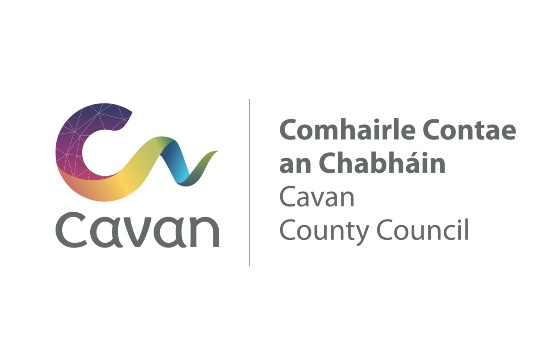 cavan
Comhairle Contae
an Chabháin
Cavan
County Council